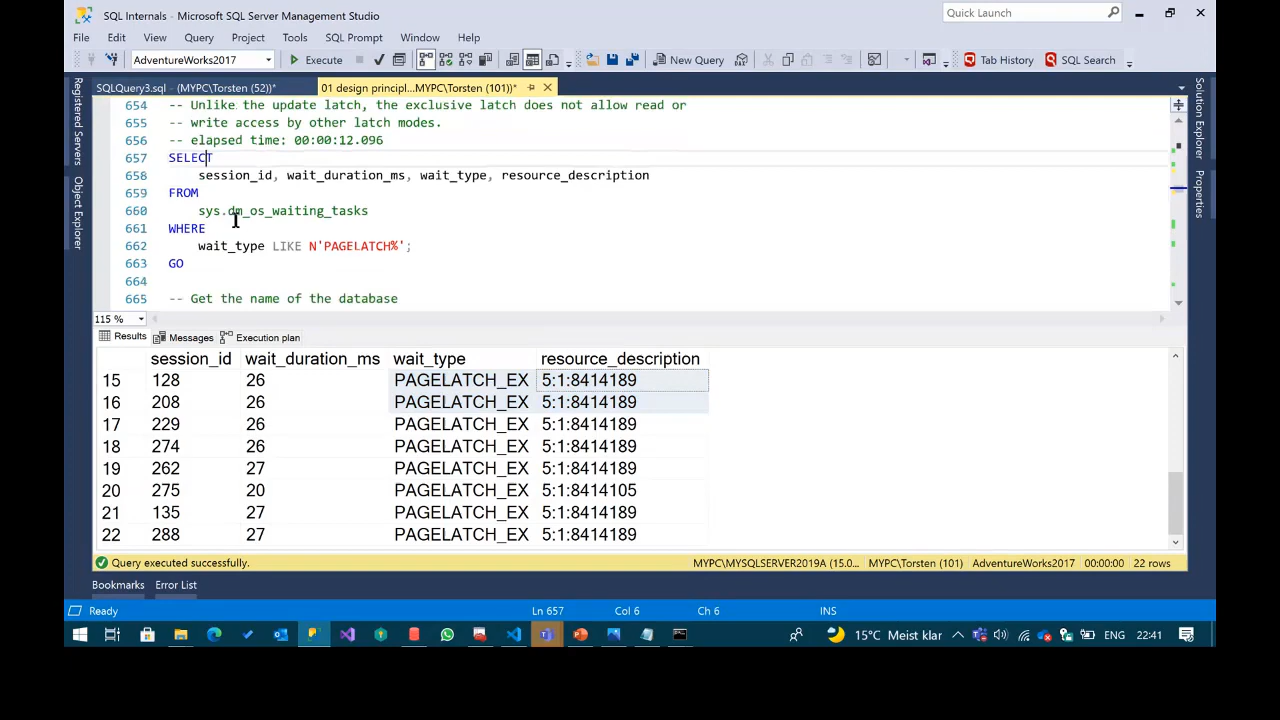 SQL Internals - Microsoft SQL Server Management Studio
Quick Launch
File Edit View Query Project Tools SQL Prompt Window Help
AdventureWorks2017 Execute New Query Tab History SQL Search
SQLQuery3.sql - (MYPC\Torsten (52))* 01 design principl...MYPC\Torsten (101))*
Registered Servers
Object Explorer
Solution Explorer
Properties
654 -- Unlike the update latch, the exclusive latch does not allow read or
655 -- write access by other latch modes.
656 -- elapsed time: 00:00:12.096
657 SELECT
658 session_id, wait_duration_ms, wait_type, resource_description
659 FROM
660 sys.dm_os_waiting_tasks
661 WHERE
662 wait_type LIKE N'PAGELATCH%';
663 GO
664
665 -- Get the name of the database
115 %
Results Messages Execution plan
session_id wait_duration_ms wait_type resource_description
15 128 26 PAGELATCH_EX 5:1:8414189
16 208 26 PAGELATCH_EX 5:1:8414189
17 229 26 PAGELATCH_EX 5:1:8414189
18 274 26 PAGELATCH_EX 5:1:8414189
19 262 27 PAGELATCH_EX 5:1:8414189
20 275 20 PAGELATCH_EX 5:1:8414105
21 135 27 PAGELATCH_EX 5:1:8414189
22 288 27 PAGELATCH_EX 5:1:8414189
Query executed successfully. MYPC\MYSQLSERVER2019A (15.0... MYPC\Torsten (101) AdventureWorks2017 00:00:00 22 rows
Bookmarks Error List
Ready Ln 657 Col 6 Ch 6 INS
15°C Meist klar ENG 22:41